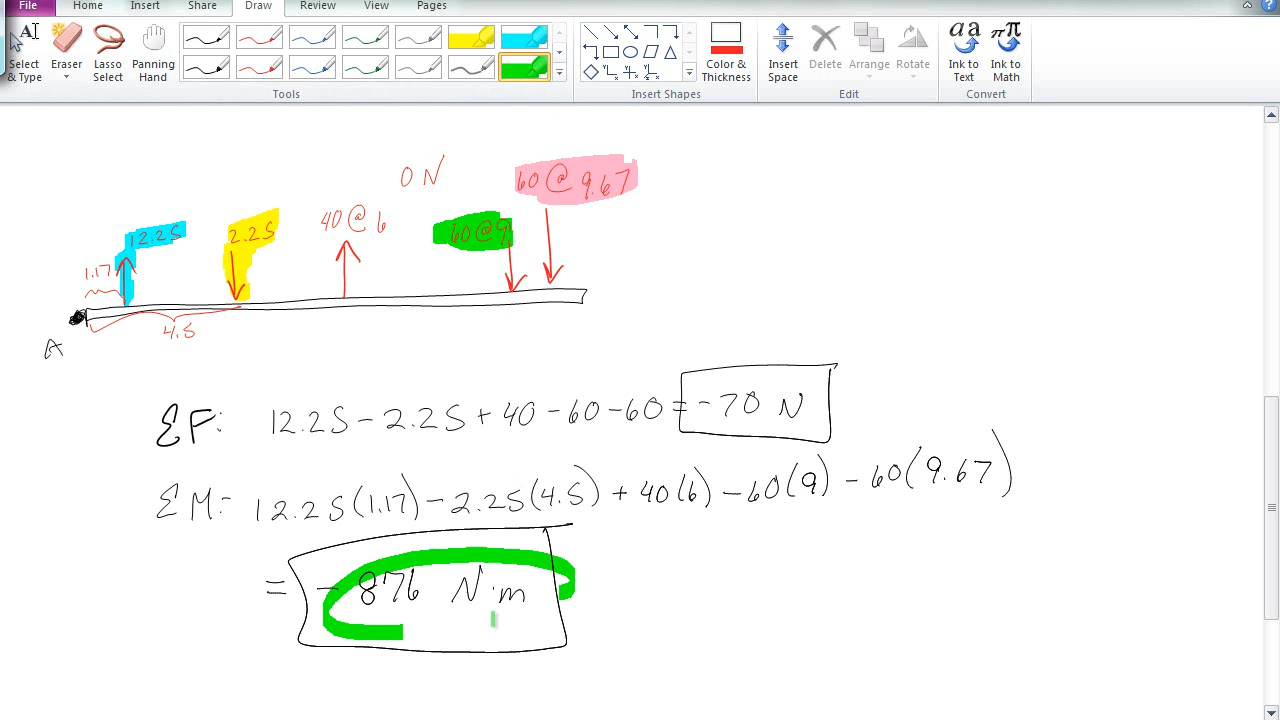 File Home Insert Share Draw Review View Pages
A
Select & Type
Eraser
Lasso Select
Panning Hand
Color & Thickness
Insert Space
Delete
Arrange
Rotate
aa
Ink to Text
ππ
Ink to Math
Tools
Insert Shapes
Edit
Convert
0 N
60 @ 9.67
12.25
2.25
40 @ 6
60 @ 9
1.17
4.5
A
ΣF: 12.25 - 2.25 + 40 - 60 - 60 = -70 N
ΣM: 12.25(1.17) - 2.25(4.5) + 40(6) - 60(9) - 60(9.67)
= -876 N·m